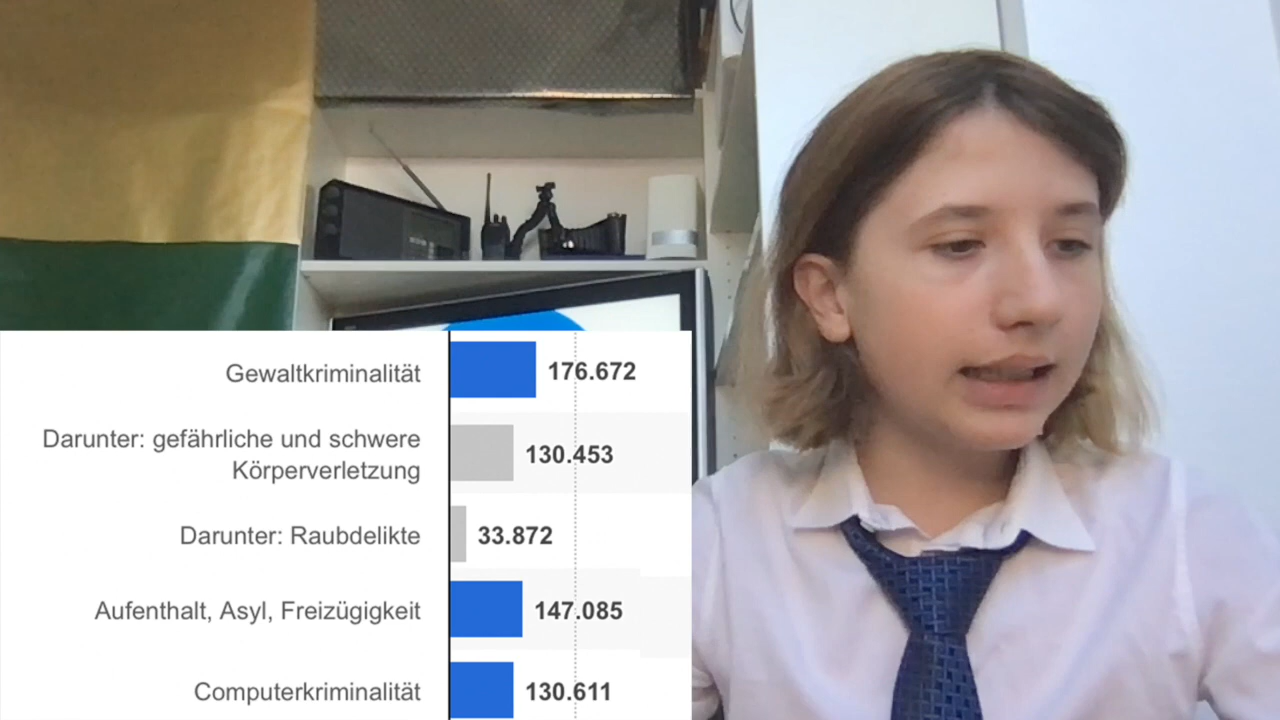 Gewaltkriminalität 176.672
Darunter: gefährliche und schwere
Körperverletzung 130.453
Darunter: Raubdelikte 33.872
Aufenthalt, Asyl, Freizügigkeit 147.085
Computerkriminalität 130.611